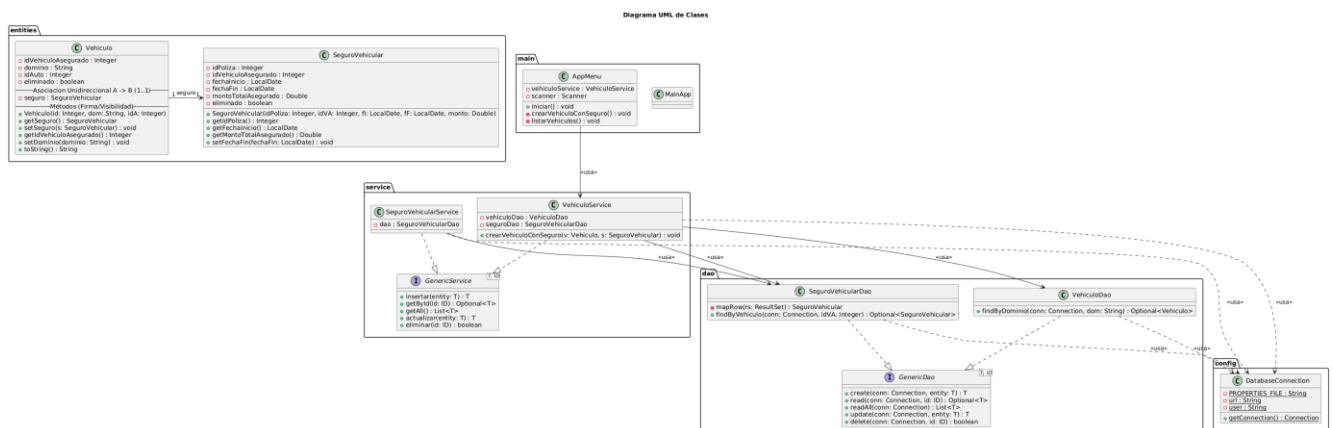 Diagrama UML de Clases
entities
C Vehiculo
idVehiculoAsegurado : Integer
dominio : String
idAuto : Integer
eliminado : boolean
Asociacion Unidireccional A -> B (1..1)
seguro : SeguroVehicular
Métodos (Firma/Visibilidad)
Vehiculo(id: Integer, dom: String, idA: Integer)
getSeguro() : SeguroVehicular
setSeguro(s: SeguroVehicular) : void
getIdVehiculoAsegurado() : Integer
setDominio(dominio: String) : void
toString() : String
1 seguro 1
C SeguroVehicular
idPoliza : Integer
idVehiculoAsegurado : Integer
fechaInicio : LocalDate
fechaFin : LocalDate
montoTotalAsegurado : Double
eliminado : boolean
SeguroVehicular(idPoliza: Integer, idVA: Integer, fI: LocalDate, fF: LocalDate, monto: Double)
getIdPoliza() : Integer
getFechaInicio() : LocalDate
getMontoTotalAsegurado() : Double
setFechaFin(fechaFin: LocalDate) : void
main
C AppMenu
vehiculoService : VehiculoService
scanner : Scanner
iniciar() : void
crearVehiculoConSeguro() : void
listarVehiculos() : void
C MainApp
«usa»
service
C SeguroVehicularService
dao : SeguroVehicularDao
C VehiculoService
vehiculoDao : VehiculoDao
seguroDao : SeguroVehicularDao
crearVehiculoConSeguro(v: Vehiculo, s: SeguroVehicular) : void
I GenericService
T, ID
insertar(entity: T) : T
getById(id: ID) : Optional<T>
getAll() : List<T>
actualizar(entity: T) : T
eliminar(id: ID) : boolean
«usa»
«usa»
«usa»
«usa»
«usa»
dao
C SeguroVehicularDao
mapRow(rs: ResultSet) : SeguroVehicular
findByVehiculo(conn: Connection, idVA: Integer) : Optional<SeguroVehicular>
C VehiculoDao
findByDominio(conn: Connection, dom: String) : Optional<Vehiculo>
«usa»
«usa»
I GenericDao
T, ID
create(conn: Connection, entity: T) : T
read(conn: Connection, id: ID) : Optional<T>
readAll(conn: Connection) : List<T>
update(conn: Connection, entity: T) : T
delete(conn: Connection, id: ID) : boolean
config
C DatabaseConnection
PROPERTIES_FILE : String
url : String
user : String
getConnection() : Connection